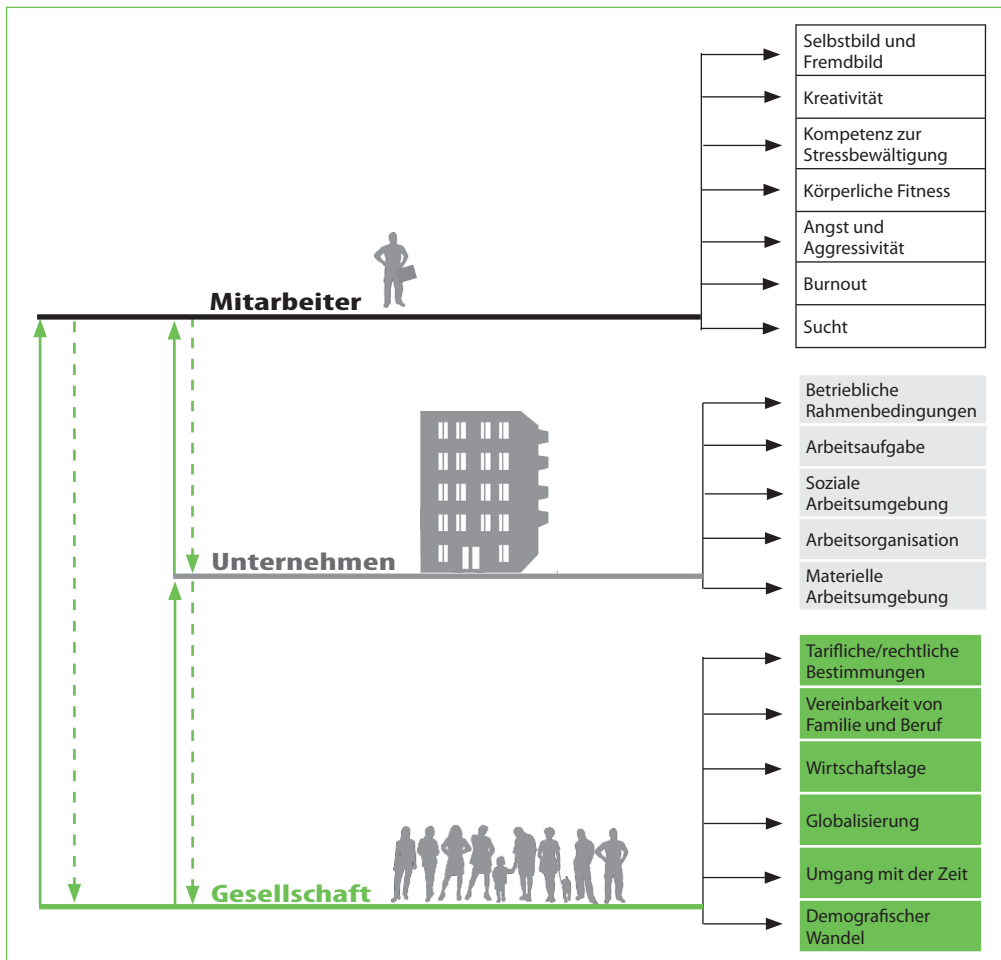 Selbstbild und
Fremdbild
Kreativität
Kompetenz zur
Stressbewältigung
Körperliche Fitness
Angst und
Aggressivität
Burnout
Sucht
Mitarbeiter
Betriebliche
Rahmenbedingungen
Arbeitsaufgabe
Soziale
Arbeitsumgebung
Arbeitsorganisation
Materielle
Arbeitsumgebung
Unternehmen
Tarifliche/rechtliche
Bestimmungen
Vereinbarkeit von
Familie und Beruf
Wirtschaftslage
Globalisierung
Umgang mit der Zeit
Demografischer
Wandel
Gesellschaft